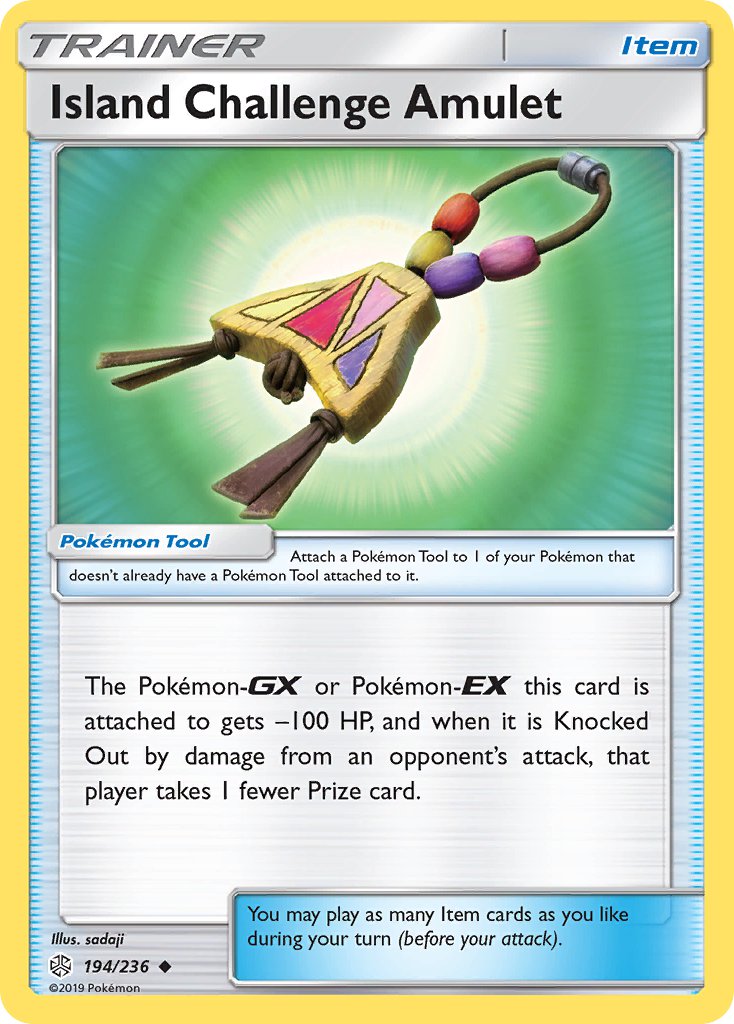 TRAINER
Item
Island Challenge Amulet
Pokémon Tool
Attach a Pokémon Tool to 1 of your Pokémon that
doesn't already have a Pokémon Tool attached to it.
The Pokémon-GX or Pokémon-EX this card is
attached to gets –100 HP, and when it is Knocked
Out by damage from an opponent's attack, that
player takes 1 fewer Prize card.
You may play as many Item cards as you like
during your turn (before your attack).
Illus. sadaji
194/236 ◆
©2019 Pokémon